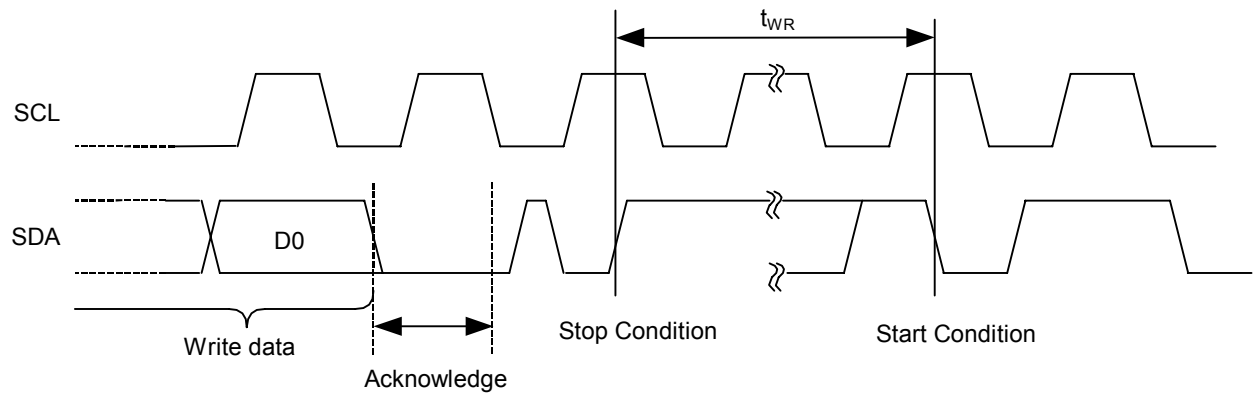 tWR
SCL
SDA
D0
Write data
Acknowledge
Stop Condition
Start Condition